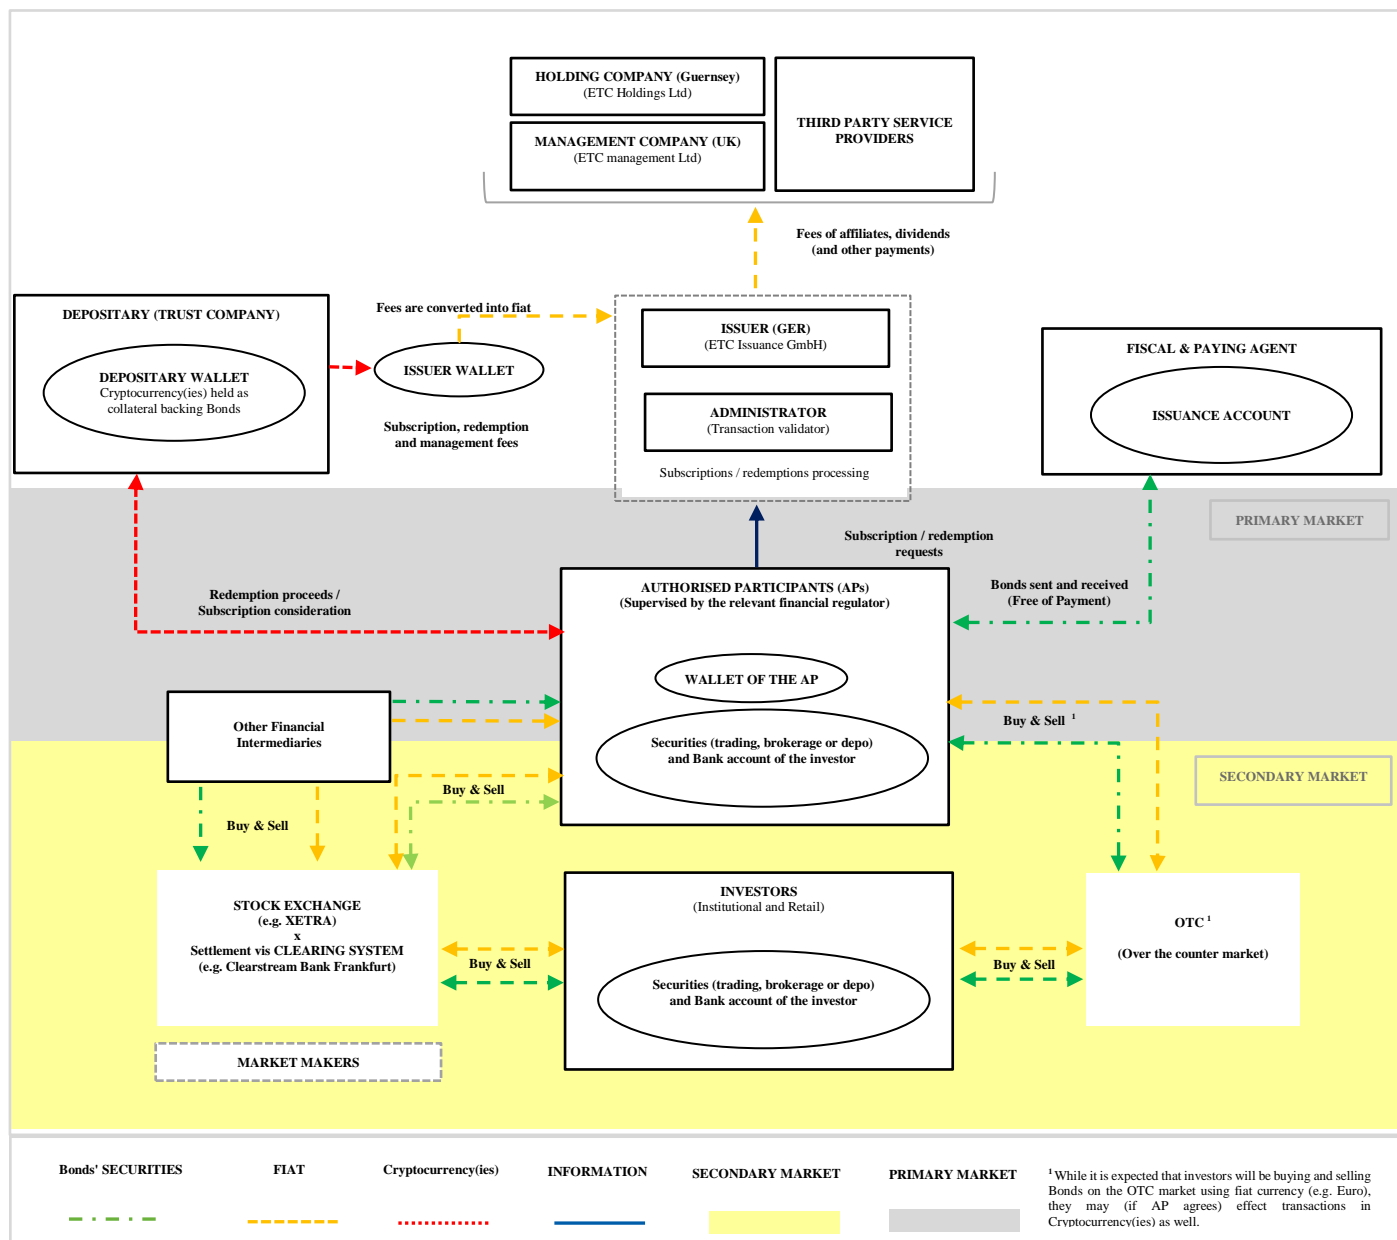 HOLDING COMPANY (Guernsey)
(ETC Holdings Ltd)
MANAGEMENT COMPANY (UK)
(ETC management Ltd)
THIRD PARTY SERVICE
PROVIDERS
Fees of affiliates, dividends
(and other payments)
DEPOSITARY (TRUST COMPANY)
DEPOSITARY WALLET
Cryptocurrency(ies) held as
collateral backing Bonds
Fees are converted into fiat
ISSUER WALLET
Subscription, redemption
and management fees
ISSUER (GER)
(ETC Issuance GmbH)
ADMINISTRATOR
(Transaction validator)
Subscriptions / redemptions processing
FISCAL & PAYING AGENT
ISSUANCE ACCOUNT
PRIMARY MARKET
Subscription / redemption
requests
Redemption proceeds /
Subscription consideration
AUTHORISED PARTICIPANTS (APs)
(Supervised by the relevant financial regulator)
Bonds sent and received
(Free of Payment)
WALLET OF THE AP
Securities (trading, brokerage or depo)
and Bank account of the investor
Other Financial
Intermediaries
Buy & Sell 1
SECONDARY MARKET
Buy & Sell
Buy & Sell
STOCK EXCHANGE
(e.g. XETRA)
x
Settlement vis CLEARING SYSTEM
(e.g. Clearstream Bank Frankfurt)
MARKET MAKERS
Buy & Sell
INVESTORS
(Institutional and Retail)
Securities (trading, brokerage or depo)
and Bank account of the investor
Buy & Sell
OTC 1
(Over the counter market)
Bonds' SECURITIES
FIAT
Cryptocurrency(ies)
INFORMATION
SECONDARY MARKET
PRIMARY MARKET
1 While it is expected that investors will be buying and selling
Bonds on the OTC market using fiat currency (e.g. Euro),
they may (if AP agrees) effect transactions in
Cryptocurrency(ies) as well.